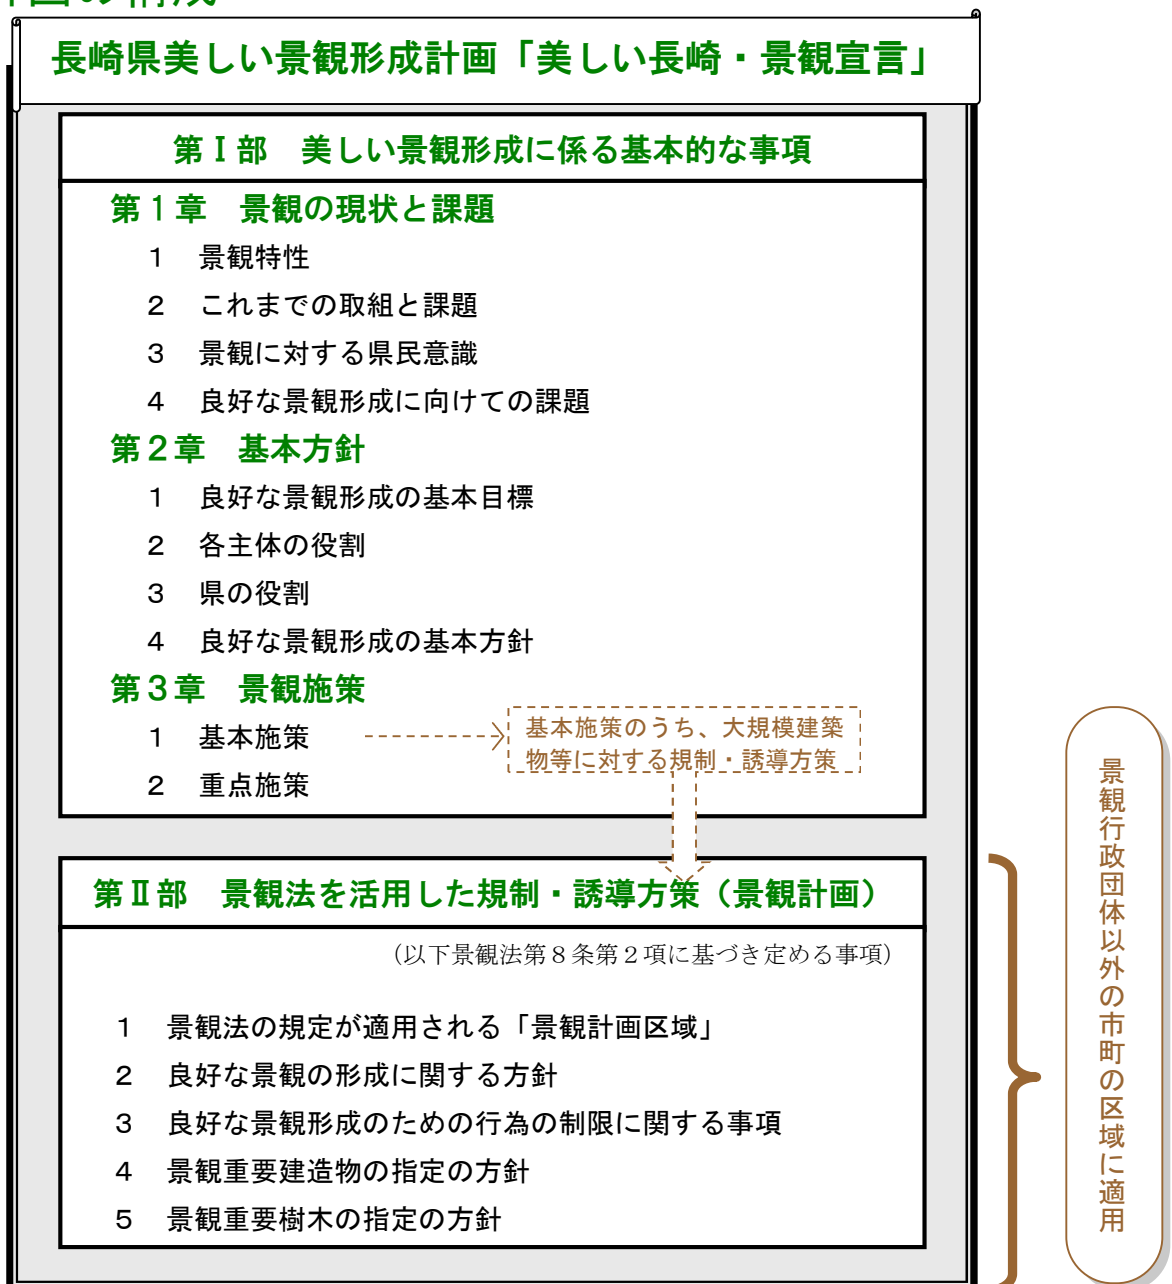 画の構成
長崎県美しい景観形成計画「美しい長崎・景観宣言」
第Ⅰ部　美しい景観形成に係る基本的な事項
第１章　景観の現状と課題
１　景観特性
２　これまでの取組と課題
３　景観に対する県民意識
４　良好な景観形成に向けての課題
第２章　基本方針
１　良好な景観形成の基本目標
２　各主体の役割
３　県の役割
４　良好な景観形成の基本方針
第３章　景観施策
１　基本施策
２　重点施策
基本施策のうち、大規模建築
物等に対する規制・誘導方策
第Ⅱ部　景観法を活用した規制・誘導方策（景観計画）
（以下景観法第８条第２項に基づき定める事項）
１　景観法の規定が適用される「景観計画区域」
２　良好な景観の形成に関する方針
３　良好な景観形成のための行為の制限に関する事項
４　景観重要建造物の指定の方針
５　景観重要樹木の指定の方針
景観行政団体以外の市町の区域に適用